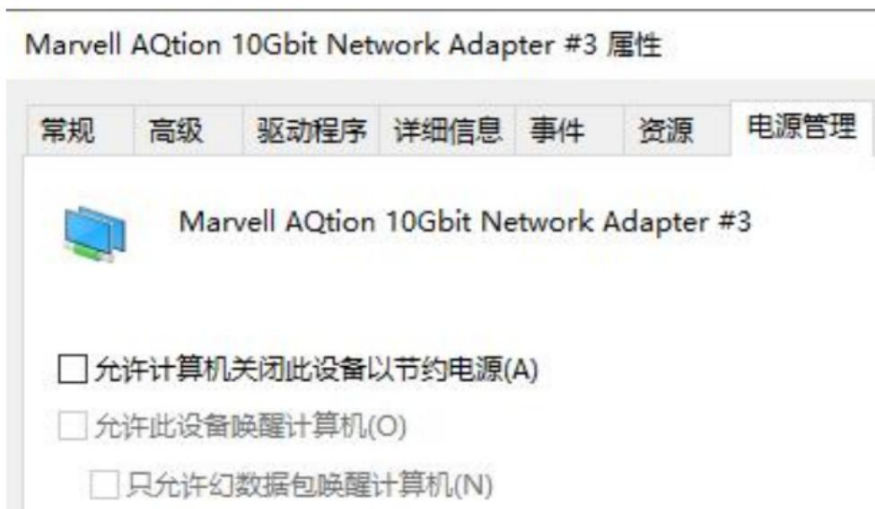 Marvell AQtion 10Gbit Network Adapter #3 属性
常规 高级 驱动程序 详细信息 事件 资源 电源管理
Marvell AQtion 10Gbit Network Adapter #3
允许计算机关闭此设备以节约电源(A)
允许此设备唤醒计算机(O)
只允许幻数据包唤醒计算机(N)